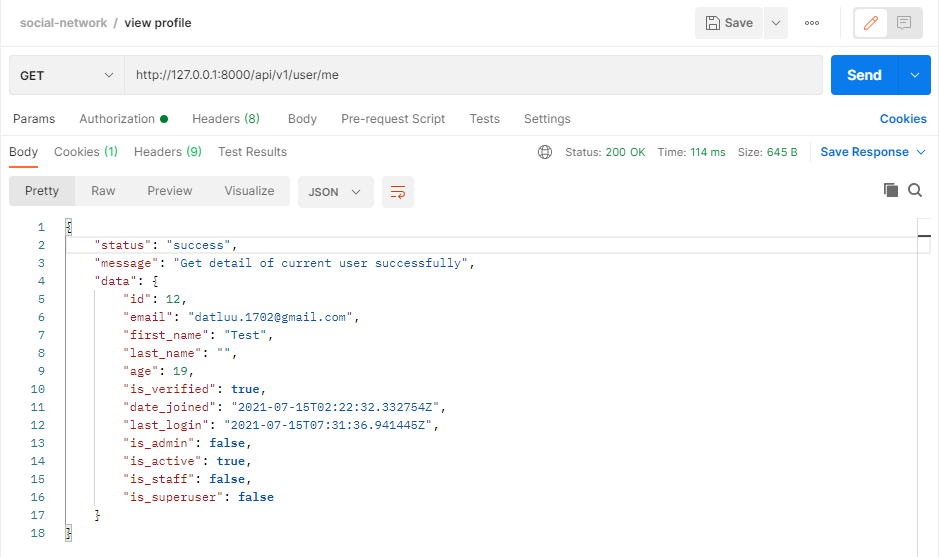 social-network / view profile
Save
GET
http://127.0.0.1:8000/api/v1/user/me
Send
Params Authorization Headers (8) Body Pre-request Script Tests Settings Cookies
Body Cookies (1) Headers (9) Test Results Status: 200 OK Time: 114 ms Size: 645 B Save Response
Pretty Raw Preview Visualize JSON
1 {
2 "status": "success",
3 "message": "Get detail of current user successfully",
4 "data": {
5 "id": 12,
6 "email": "datluu.1702@gmail.com",
7 "first_name": "Test",
8 "last_name": "",
9 "age": 19,
10 "is_verified": true,
11 "date_joined": "2021-07-15T02:22:32.332754Z",
12 "last_login": "2021-07-15T07:31:36.941445Z",
13 "is_admin": false,
14 "is_active": true,
15 "is_staff": false,
16 "is_superuser": false
17 }
18 }